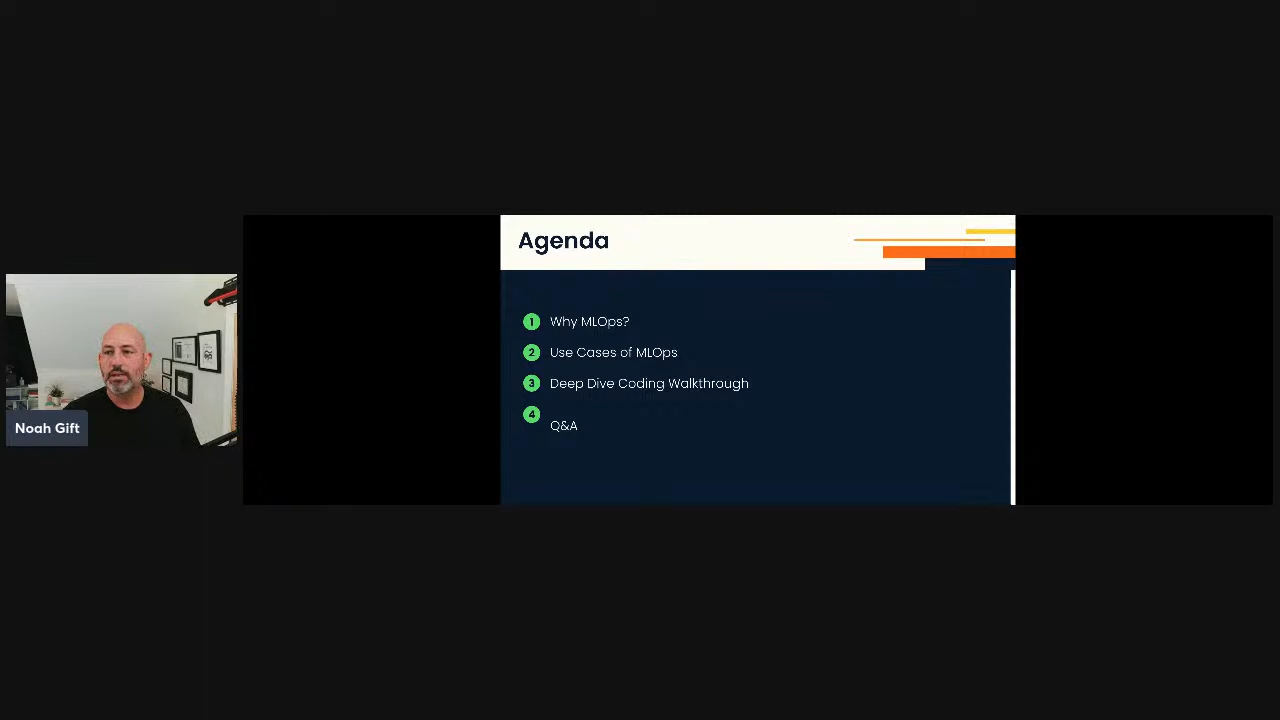 Agenda
1 Why MLOps?
2 Use Cases of MLOps
3 Deep Dive Coding Walkthrough
4 Q&A
Noah Gift